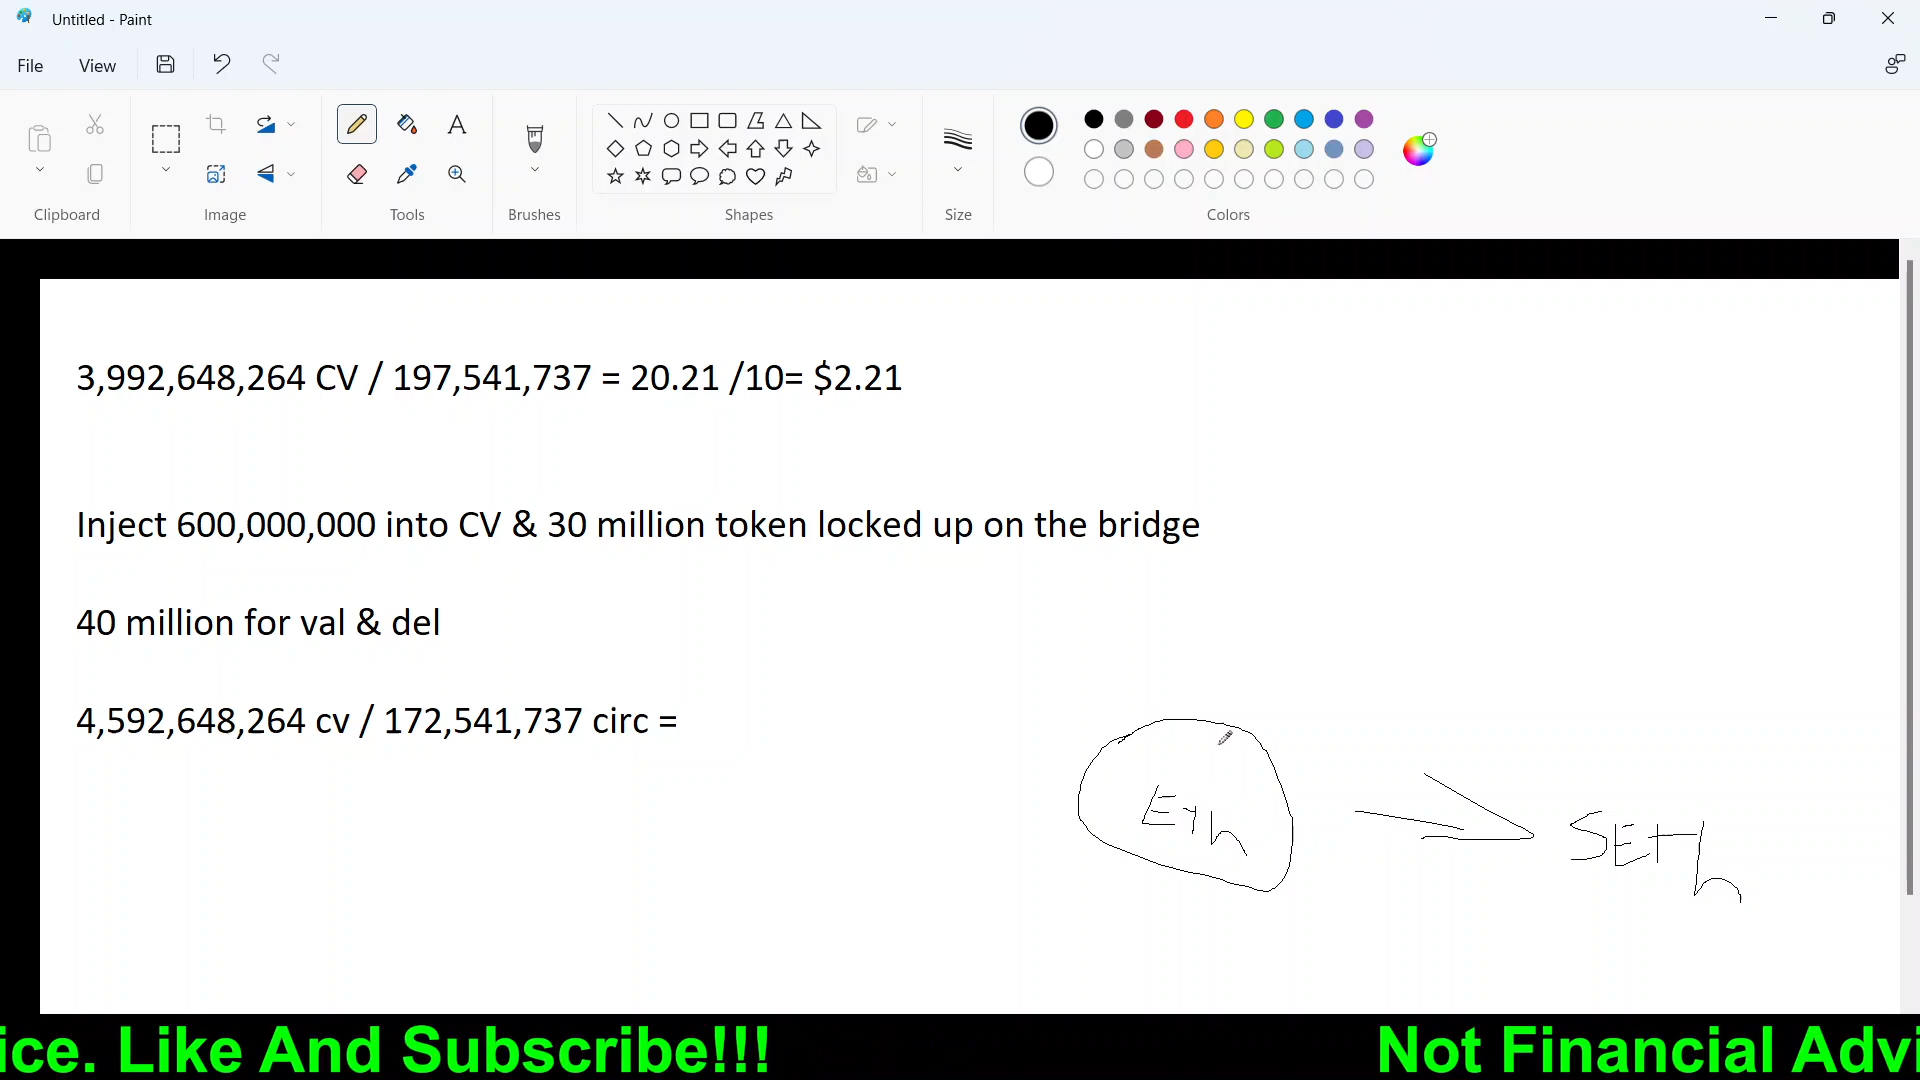 Untitled - Paint
File View
Clipboard Image Tools Brushes Shapes Size Colors
3,992,648,264 CV / 197,541,737 = 20.21 /10= $2.21
Inject 600,000,000 into CV & 30 million token locked up on the bridge
40 million for val & del
4,592,648,264 cv / 172,541,737 circ =
ETh
SETh
ice. Like And Subscribe!!! Not Financial Advi